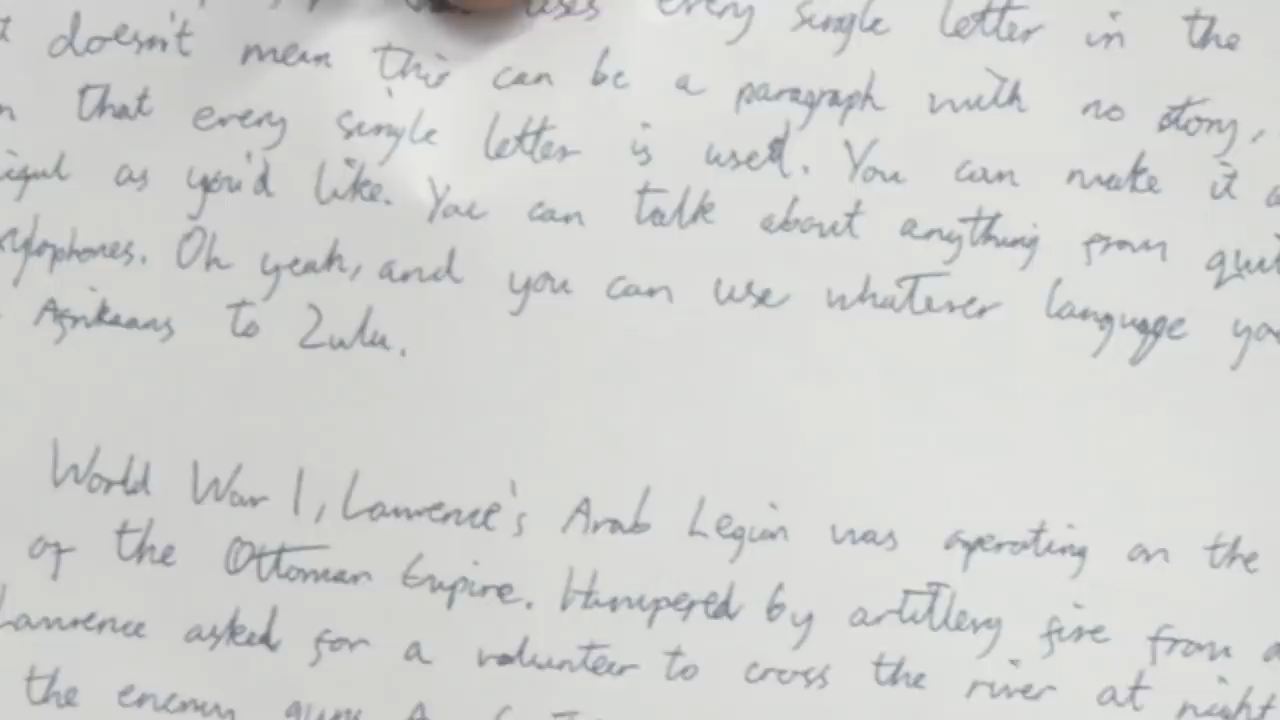 uses every single letter in the
doesn't mean this can be a paragraph with no story,
that every single letter is used. You can make it
as you'd like. You can talk about anything from
Oh yeah, and you can use whatever language
Afrikaans to Zulu.
World War 1, Lawrence's Arab Legion was operating on the
of the Ottoman Empire. Hampered by artillery fire from
Lawrence asked for a volunteer to cross the river at night
the enemy guns